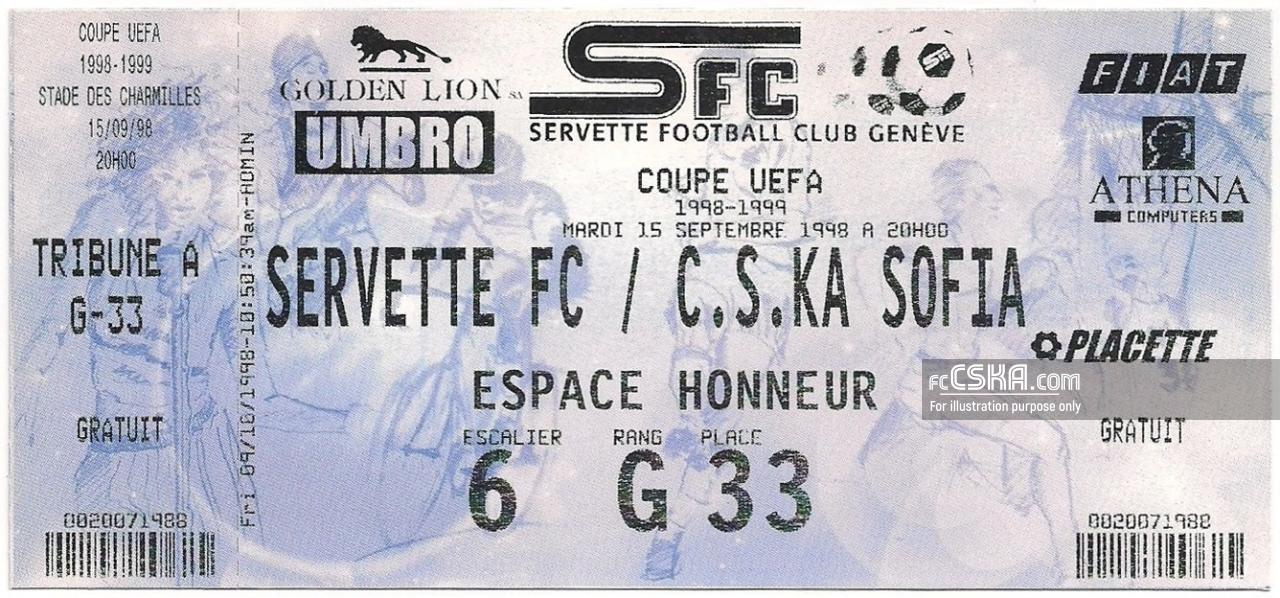 COUPE UEFA
1998-1999
STADE DES CHARMILLES
15/09/98
20H00
TRIBUNE A
G-33
GRATUIT
0020071988
Fri 09/10/1998-10:50:39am-ADMIN
GOLDEN LION SA
UMBRO
SFC
SERVETTE FOOTBALL CLUB GENÈVE
COUPE UEFA
1998-1999
MARDI 15 SEPTEMBRE 1998 A 20H00
SERVETTE FC / C.S.KA SOFIA
ESPACE HONNEUR
ESCALIER RANG PLACE
6 G 33
FIAT
ATHENA
COMPUTERS
PLACETTE
fcCSKA.com
For illustration purpose only
GRATUIT
0020071988